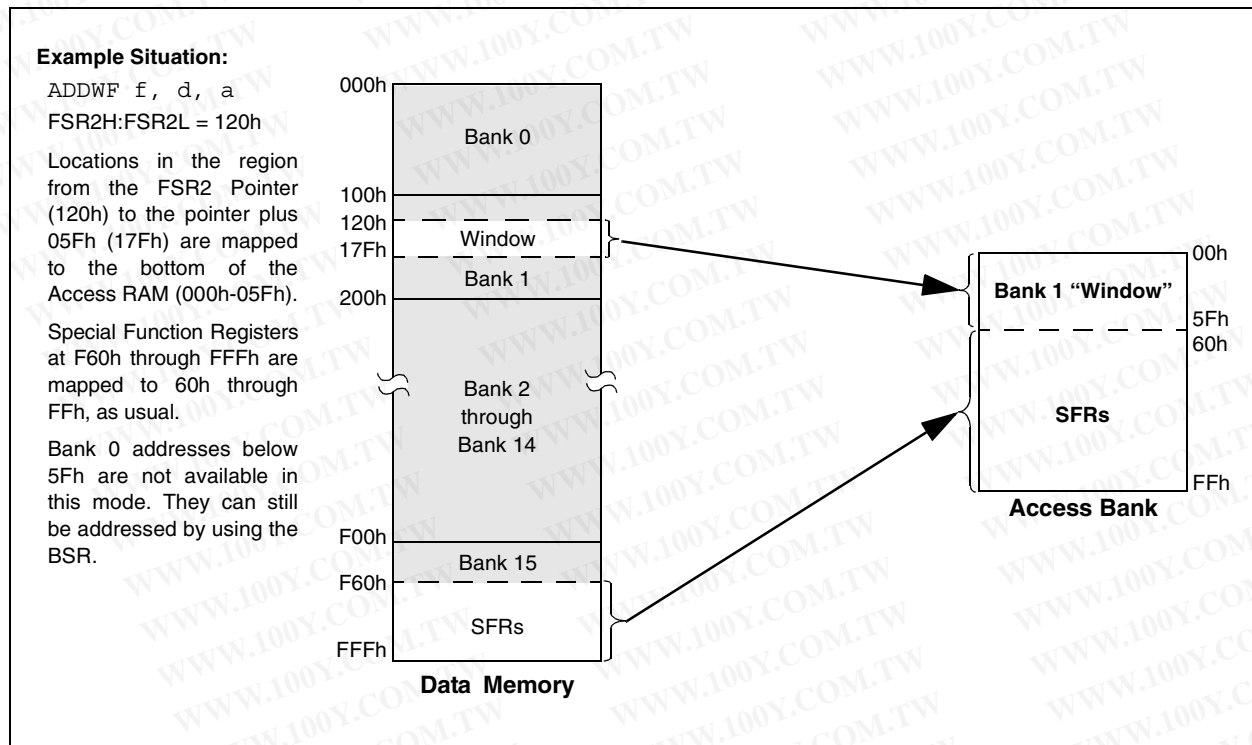 Example Situation:
ADDWF f, d, a
FSR2H:FSR2L = 120h
Locations in the region
from the FSR2 Pointer
(120h) to the pointer plus
05Fh (17Fh) are mapped
to the bottom of the
Access RAM (000h-05Fh).
Special Function Registers
at F60h through FFFh are
mapped to 60h through
FFh, as usual.
Bank 0 addresses below
5Fh are not available in
this mode. They can still
be addressed by using the
BSR.
000h
Bank 0
100h
120h
Window
17Fh
Bank 1
200h
Bank 2
through
Bank 14
F00h
Bank 15
F60h
SFRs
FFFh
Data Memory
00h
Bank 1 “Window”
5Fh
60h
SFRs
FFh
Access Bank
WWW.100Y.COM.TW